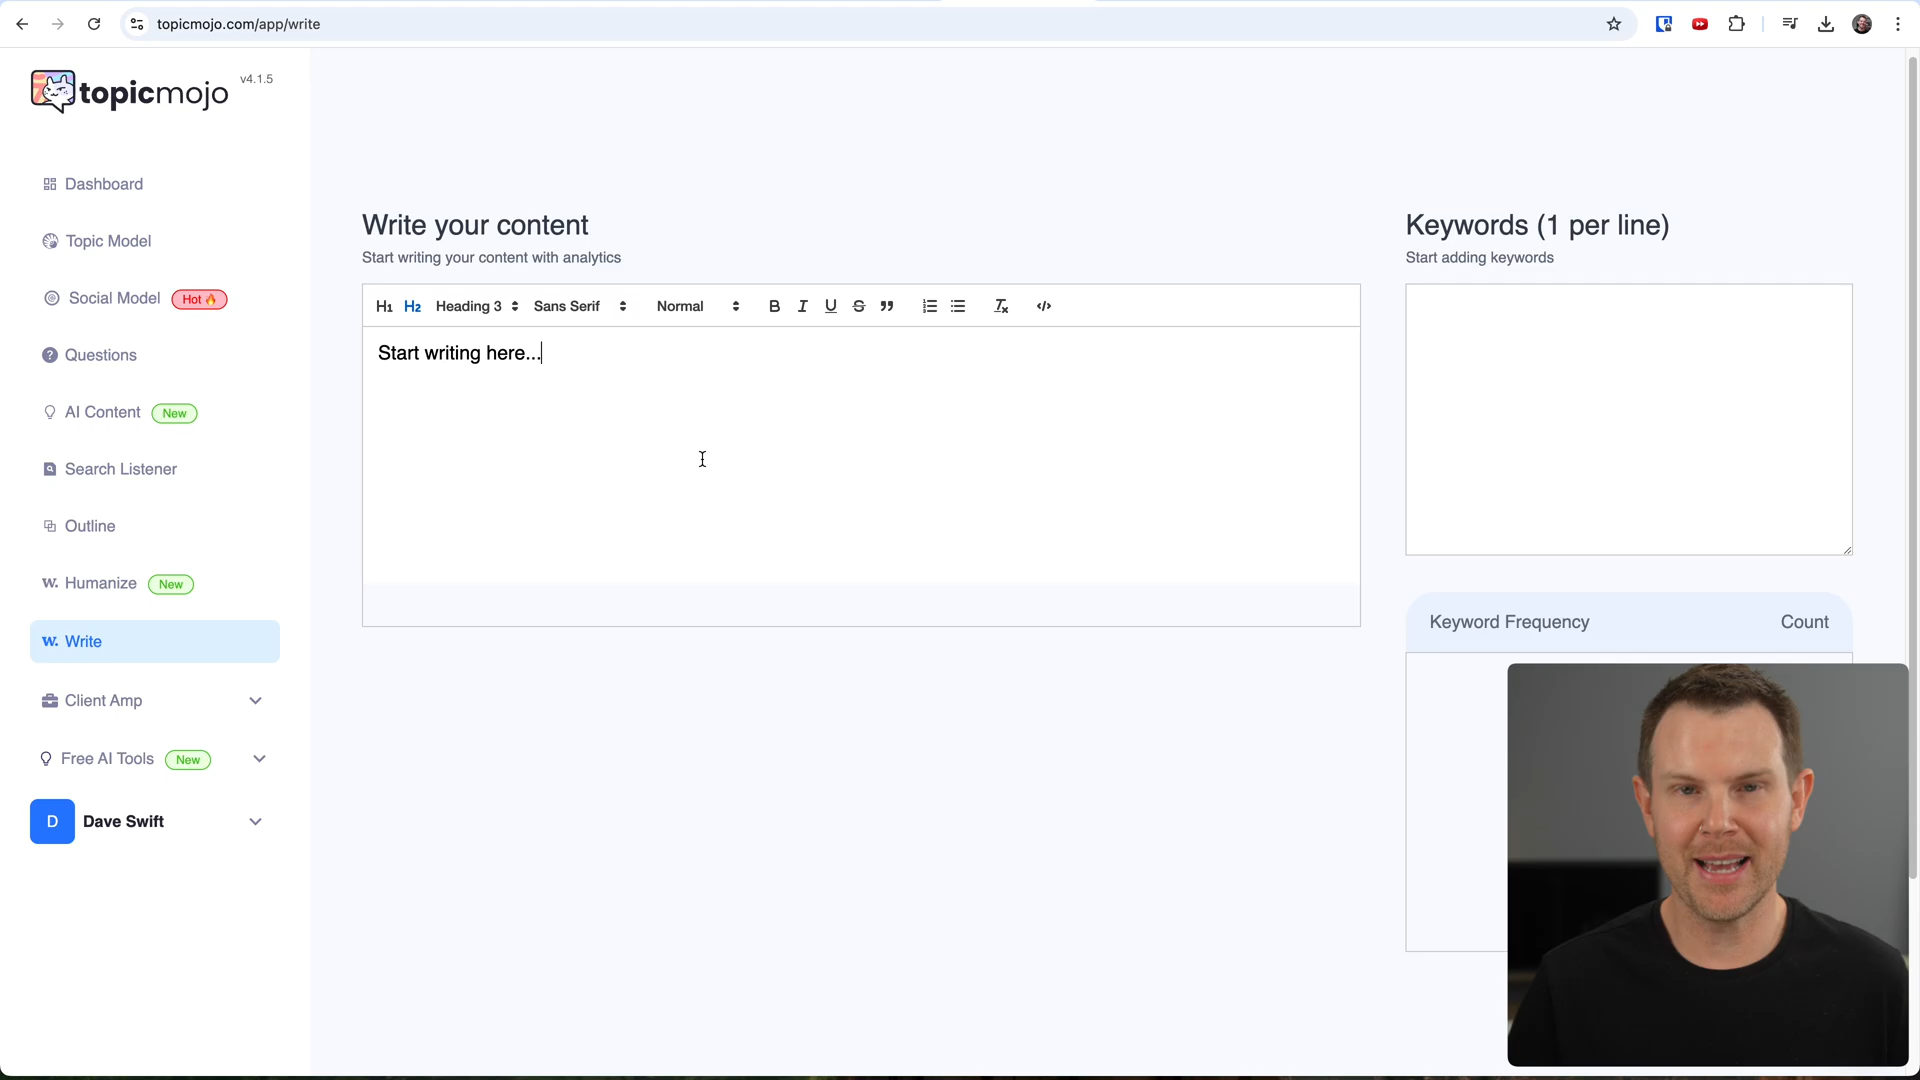 topicmojo.com/app/write
topicmojo v4.1.5
Dashboard
Topic Model
Social Model Hot
Questions
AI Content New
Search Listener
Outline
w. Humanize New
w. Write
Client Amp
Free AI Tools New
D Dave Swift
Write your content
Start writing your content with analytics
H1 H2 Heading 3 Sans Serif Normal B I U S
Start writing here...
Keywords (1 per line)
Start adding keywords
Keyword Frequency Count